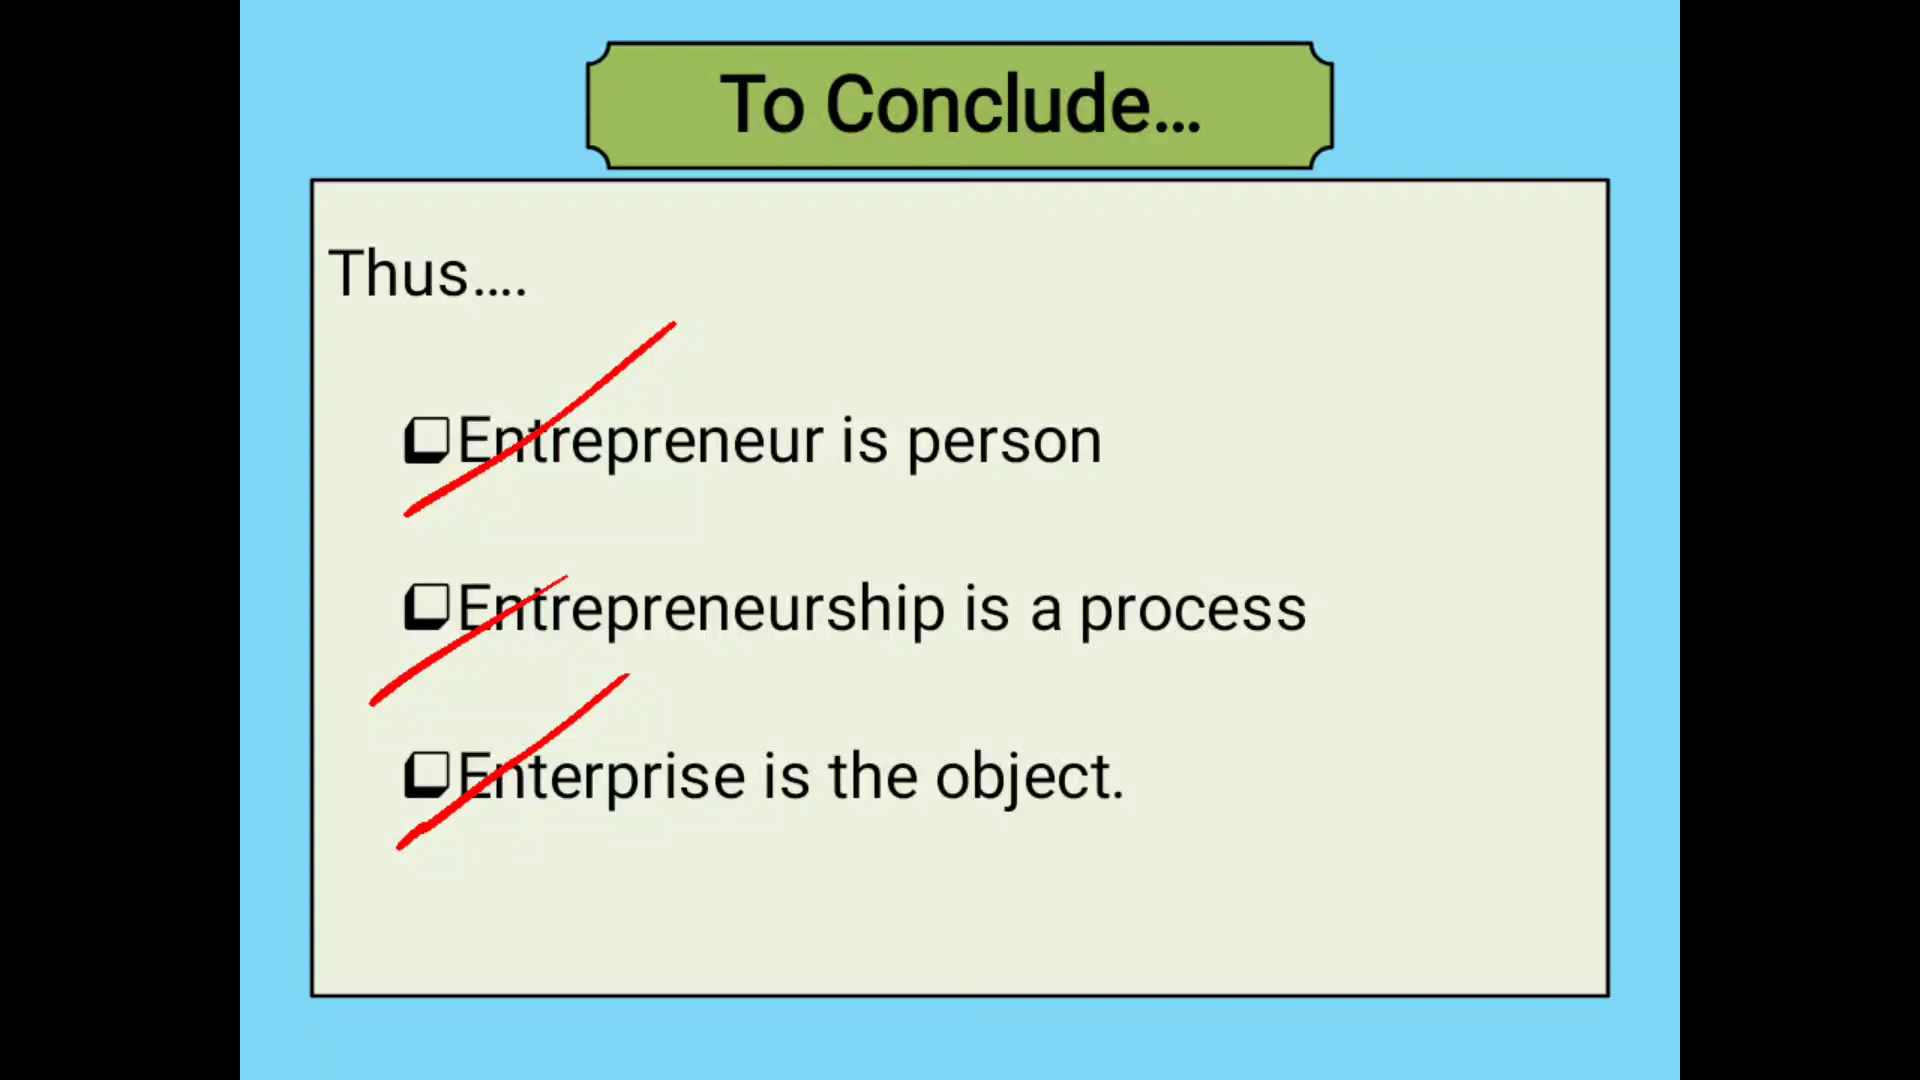 To Conclude...
Thus....
Entrepreneur is person
Entrepreneurship is a process
Enterprise is the object.